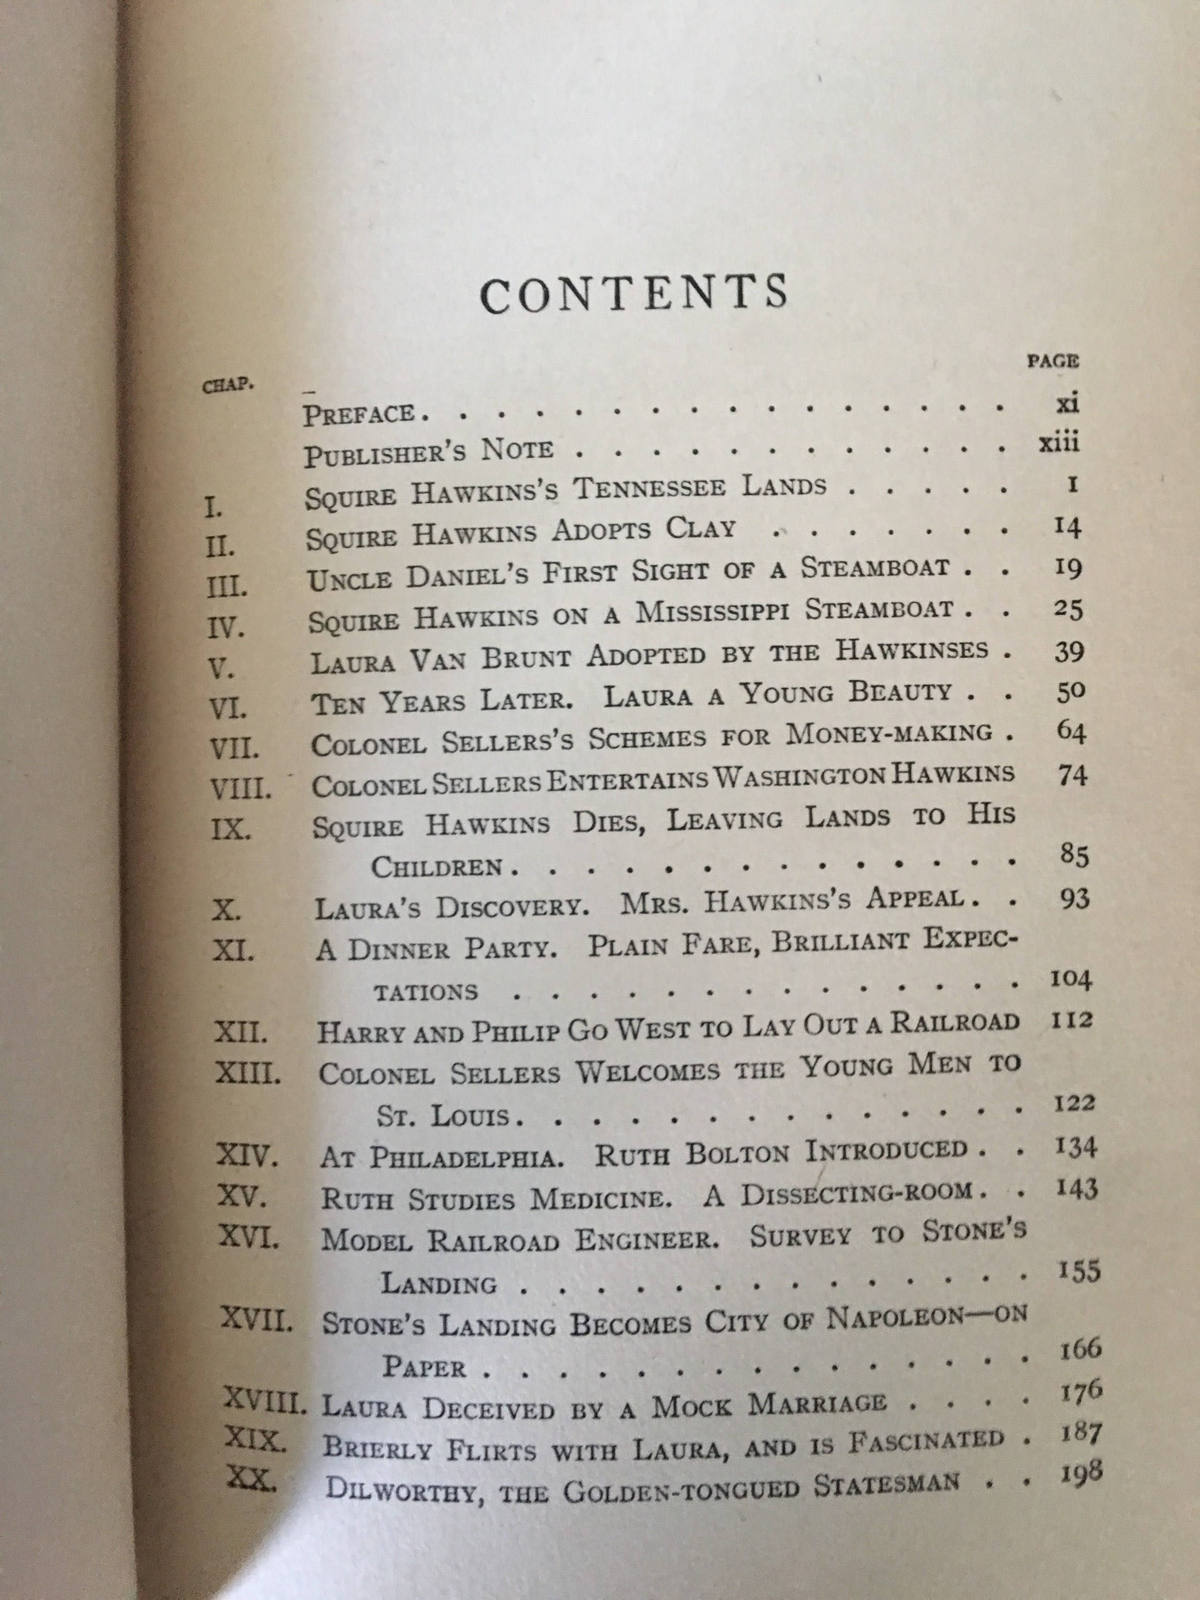 CONTENTS
CHAP. PAGE
PREFACE. . . . . . . . . . . . . . . . xi
PUBLISHER'S NOTE . . . . . . . . . . . . xiii
I. SQUIRE HAWKINS'S TENNESSEE LANDS . . . . . 1
II. SQUIRE HAWKINS ADOPTS CLAY . . . . . . . 14
III. UNCLE DANIEL'S FIRST SIGHT OF A STEAMBOAT . . 19
IV. SQUIRE HAWKINS ON A MISSISSIPPI STEAMBOAT . . 25
V. LAURA VAN BRUNT ADOPTED BY THE HAWKINSES . 39
VI. TEN YEARS LATER. LAURA A YOUNG BEAUTY . . 50
VII. COLONEL SELLERS'S SCHEMES FOR MONEY-MAKING . 64
VIII. COLONEL SELLERS ENTERTAINS WASHINGTON HAWKINS 74
IX. SQUIRE HAWKINS DIES, LEAVING LANDS TO HIS
CHILDREN. . . . . . . . . . . . . . 85
X. LAURA'S DISCOVERY. MRS. HAWKINS'S APPEAL. . 93
XI. A DINNER PARTY. PLAIN FARE, BRILLIANT EXPEC-
TATIONS . . . . . . . . . . . . . . 104
XII. HARRY AND PHILIP GO WEST TO LAY OUT A RAILROAD 112
XIII. COLONEL SELLERS WELCOMES THE YOUNG MEN TO
ST. LOUIS. . . . . . . . . . . . . . 122
XIV. AT PHILADELPHIA. RUTH BOLTON INTRODUCED . . 134
XV. RUTH STUDIES MEDICINE. A DISSECTING-ROOM. . 143
XVI. MODEL RAILROAD ENGINEER. SURVEY TO STONE'S
LANDING . . . . . . . . . . . . . . 155
XVII. STONE'S LANDING BECOMES CITY OF NAPOLEON—ON
PAPER . . . . . . . . . . . . . . . 166
XVIII. LAURA DECEIVED BY A MOCK MARRIAGE . . . . 176
XIX. BRIERLY FLIRTS WITH LAURA, AND IS FASCINATED . 187
XX. DILWORTHY, THE GOLDEN-TONGUED STATESMAN . . 198